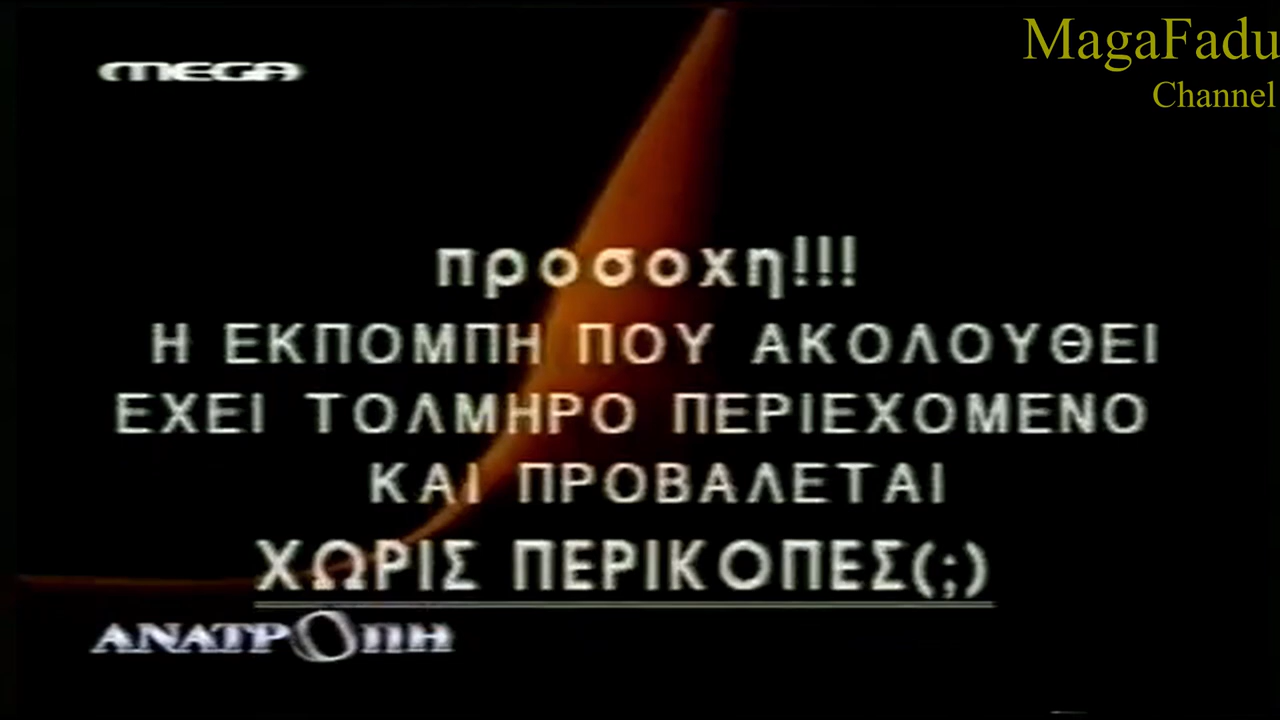 MEGA
MagaFadu
Channel
προσοχη!!!
Η ΕΚΠΟΜΠΗ ΠΟΥ ΑΚΟΛΟΥΘΕΙ
ΕΧΕΙ ΤΟΛΜΗΡΟ ΠΕΡΙΕΧΟΜΕΝΟ
ΚΑΙ ΠΡΟΒΑΛΕΤΑΙ
ΧΩΡΙΣ ΠΕΡΙΚΟΠΕΣ(;)
ΑΝΑΤΡΟΠΗ